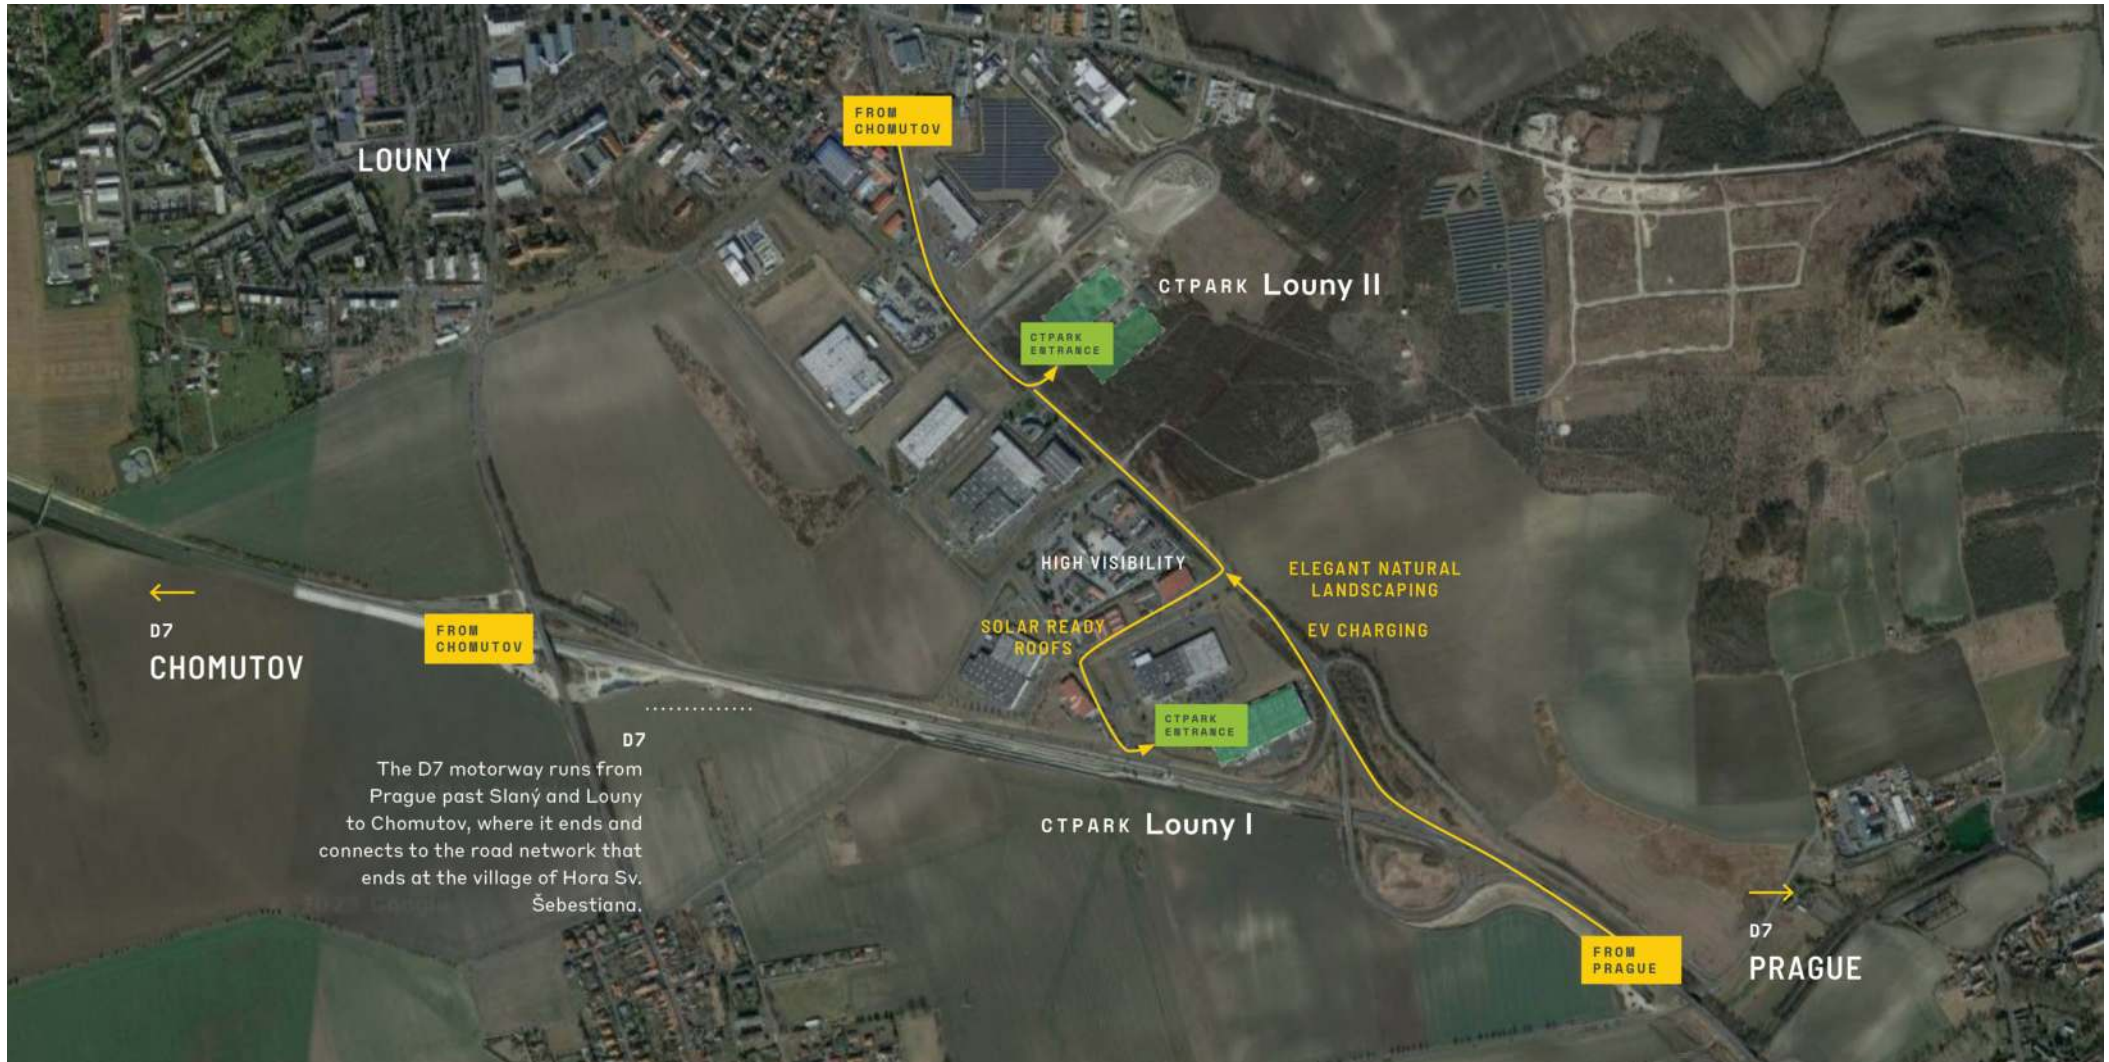 FROM
CHOMUTOV
LOUNY
CTPARK Louny II
CTPARK
ENTRANCE
HIGH VISIBILITY
ELEGANT NATURAL
LANDSCAPING
EV CHARGING
SOLAR READY
ROOFS
D7
CHOMUTOV
FROM
CHOMUTOV
CTPARK
ENTRANCE
D7
The D7 motorway runs from
Prague past Slaný and Louny
to Chomutov, where it ends and
connects to the road network that
ends at the village of Hora Sv.
Šebestiana.
CTPARK Louny I
FROM
PRAGUE
D7
PRAGUE